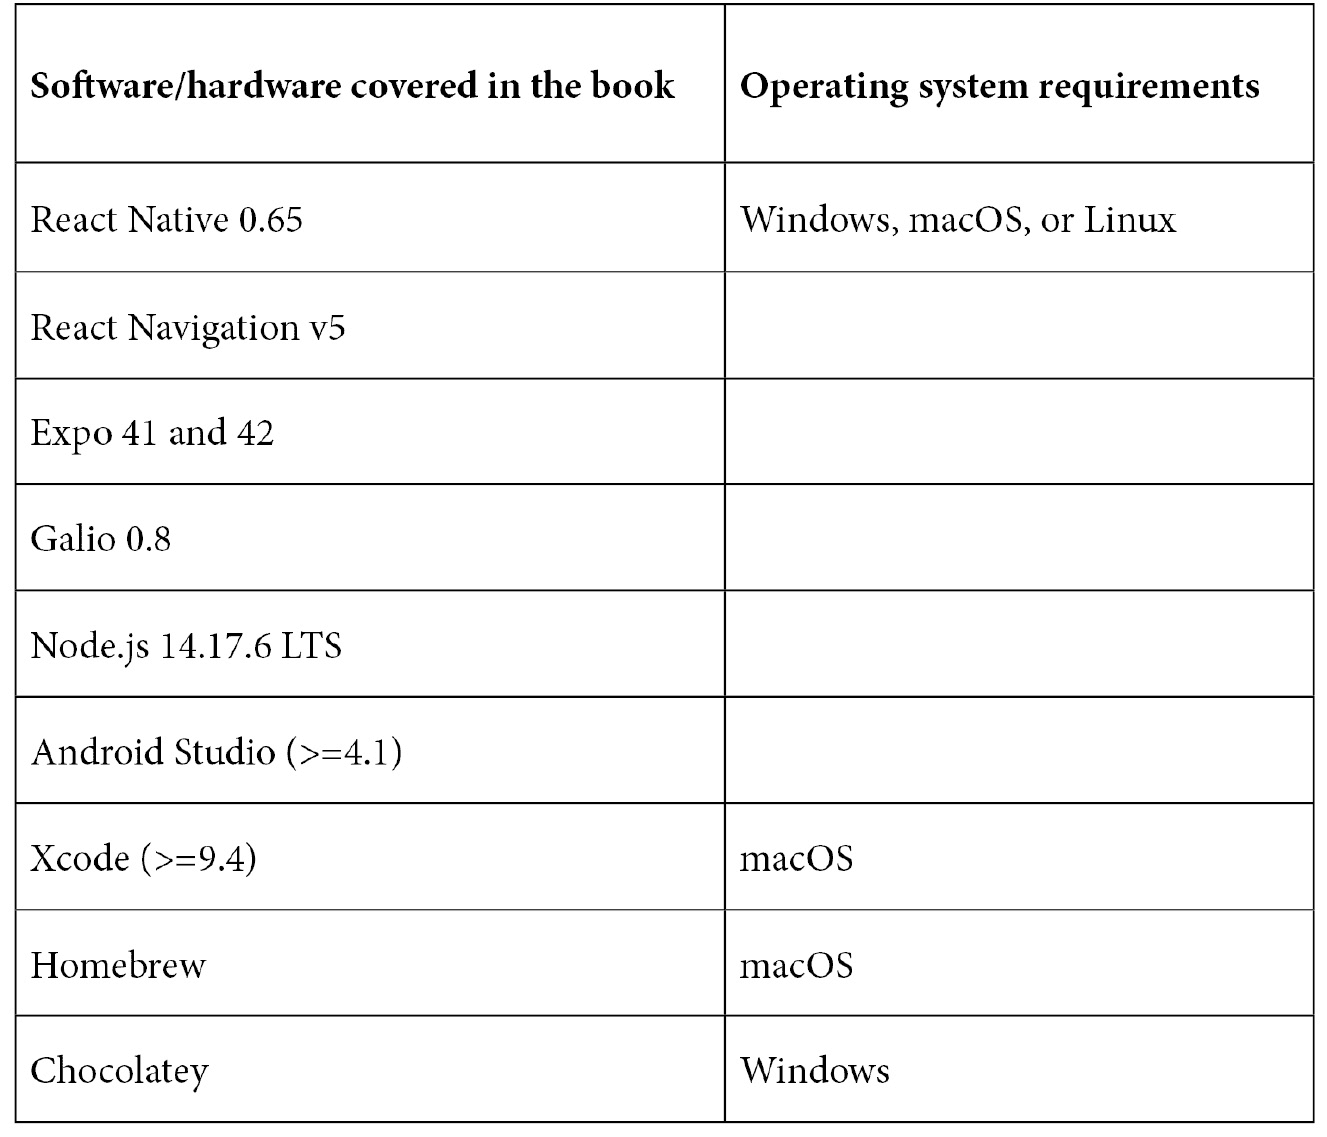 Software/hardware covered in the book
Operating system requirements
React Native 0.65
Windows, macOS, or Linux
React Navigation v5
Expo 41 and 42
Galio 0.8
Node.js 14.17.6 LTS
Android Studio (>=4.1)
Xcode (>=9.4)
macOS
Homebrew
macOS
Chocolatey
Windows